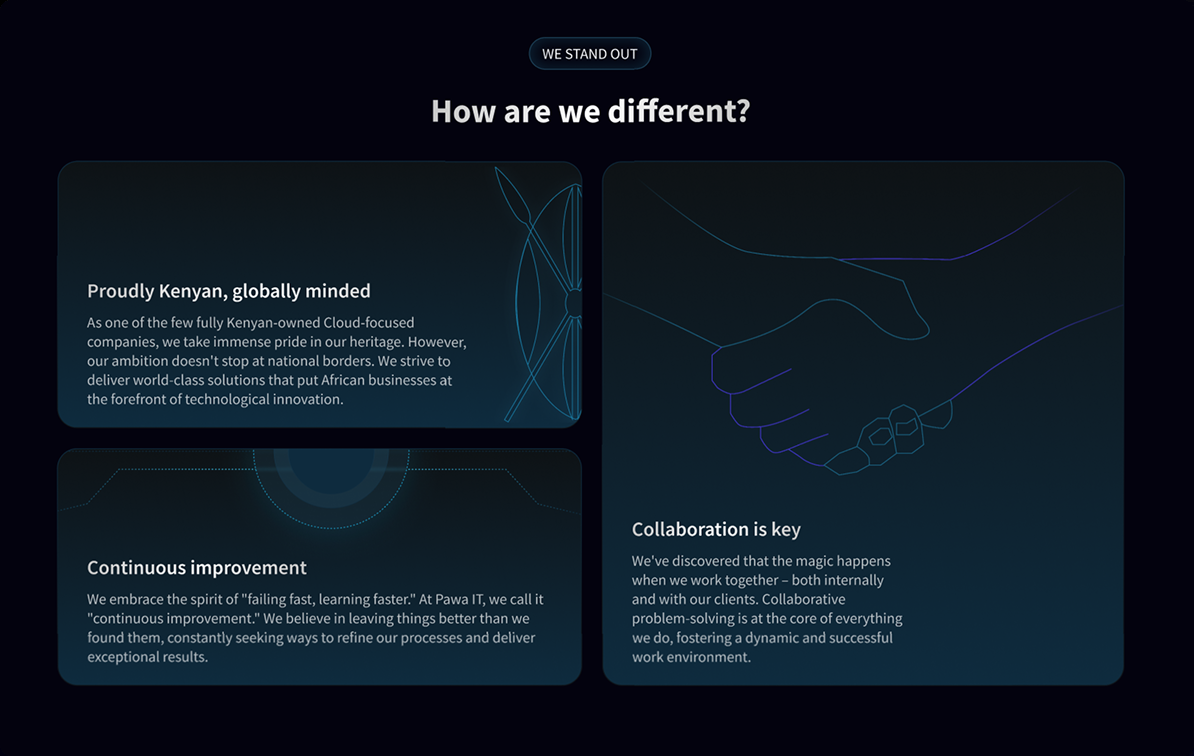 WE STAND OUT
How are we different?
Proudly Kenyan, globally minded
As one of the few fully Kenyan-owned Cloud-focused
companies, we take immense pride in our heritage. However,
our ambition doesn't stop at national borders. We strive to
deliver world-class solutions that put African businesses at
the forefront of technological innovation.
Continuous improvement
We embrace the spirit of "failing fast, learning faster." At Pawa IT, we call it
"continuous improvement." We believe in leaving things better than we
found them, constantly seeking ways to refine our processes and deliver
exceptional results.
Collaboration is key
We've discovered that the magic happens
when we work together – both internally
and with our clients. Collaborative
problem-solving is at the core of everything
we do, fostering a dynamic and successful
work environment.